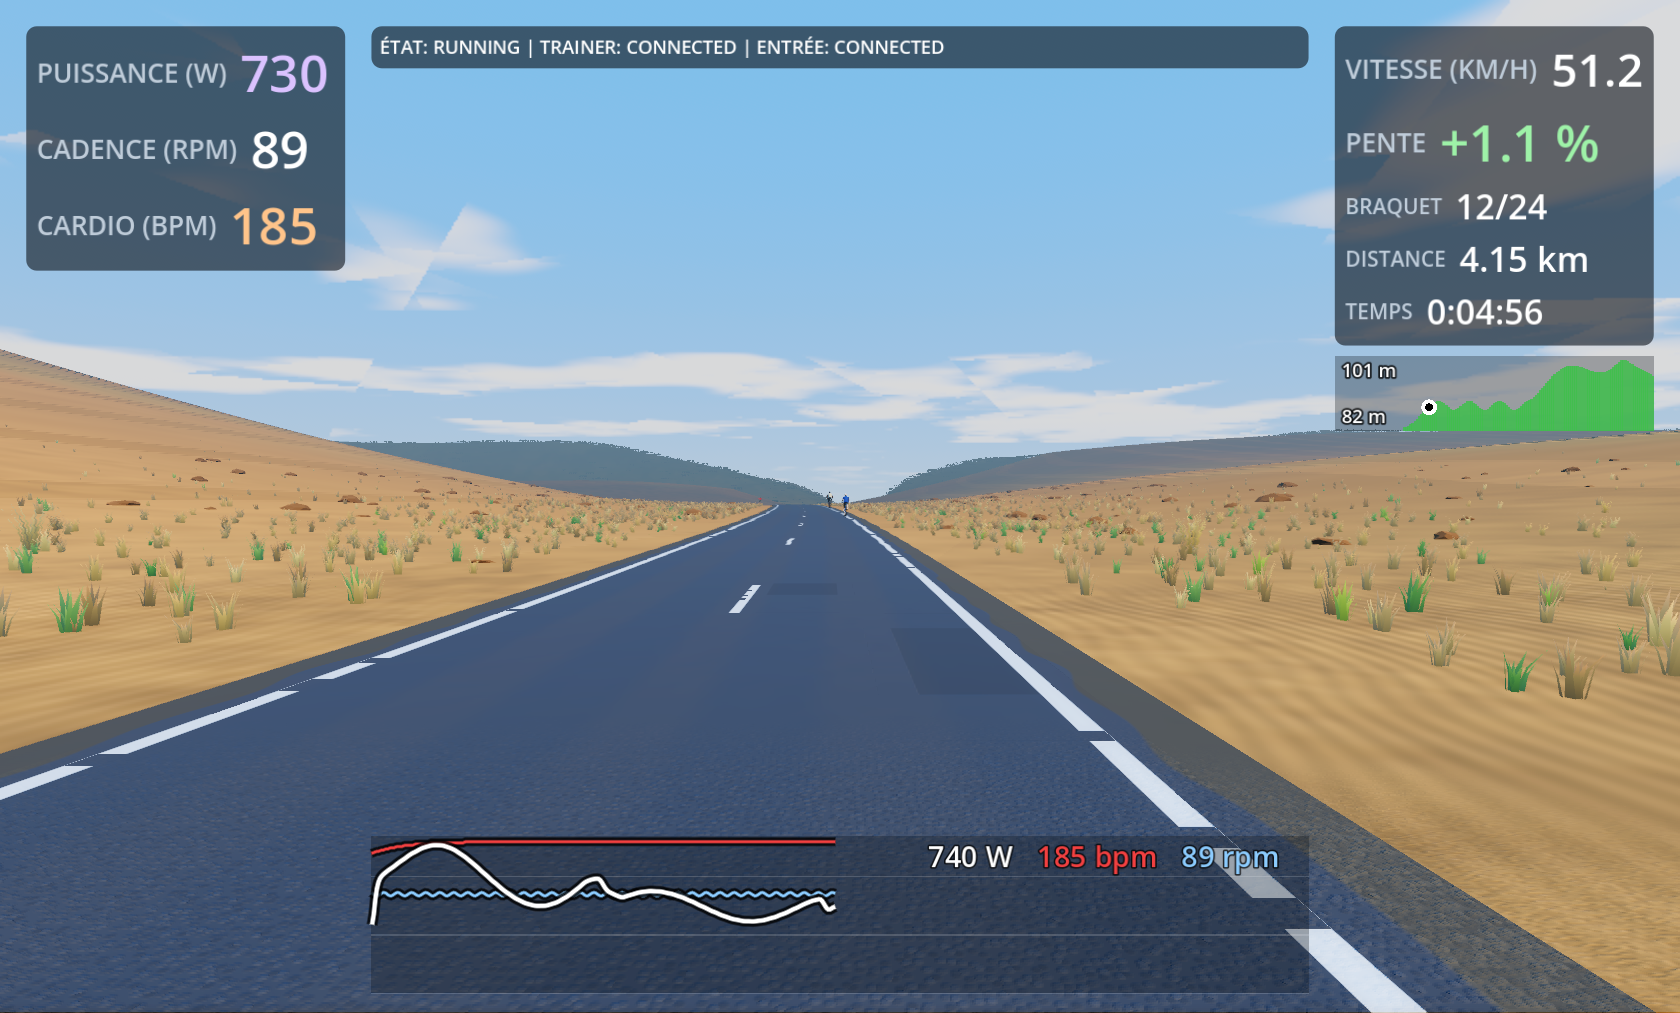 PUISSANCE (W) 730
CADENCE (RPM) 89
CARDIO (BPM) 185
ÉTAT: RUNNING | TRAINER: CONNECTED | ENTRÉE: CONNECTED
VITESSE (KM/H) 51.2
PENTE +1.1 %
BRAQUET 12/24
DISTANCE 4.15 km
TEMPS 0:04:56
101 m
82 m
740 W 185 bpm 89 rpm